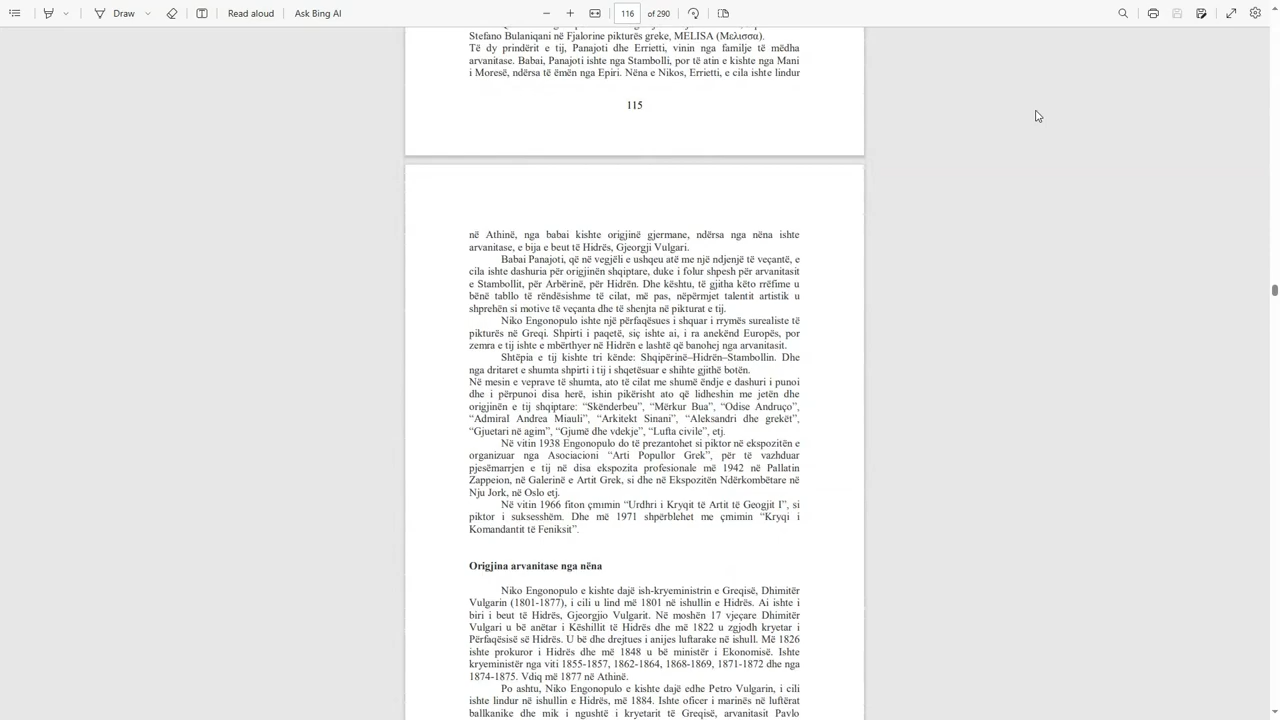 Draw
Read aloud
Ask Bing AI
116
of 290
Stefano Bulaniqani në Fjalorine pikturës greke, MELISA (Μελισσα).
Të dy prindërit e tij, Panajoti dhe Errietti, vinin nga familje të mëdha
arvanitase. Babai, Panajoti ishte nga Stambolli, por të atin e kishte nga Mani
i Moresë, ndërsa të ëmën nga Epiri. Nëna e Nikos, Errietti, e cila ishte lindur
115
në Athinë, nga babai kishte origjinë gjermane, ndërsa nga nëna ishte
arvanitase, e bija e beut të Hidrës, Gjeorgji Vulgari.
Babai Panajoti, që në vegjëli e ushqeu atë me një ndjenjë të veçantë, e
cila ishte dashuria për origjinën shqiptare, duke i folur shpesh për arvanitasit
e Stambollit, për Arbërinë, për Hidrën. Dhe kështu, të gjitha këto rrëfime u
bënë tabllo të rëndësishme të cilat, më pas, nëpërmjet talentit artistik u
shprehën si motive të veçanta dhe të shenjta në pikturat e tij.
Niko Engonopulo ishte një përfaqësues i shquar i rrymës surealiste të
pikturës në Greqi. Shpirti i paqetë, siç ishte ai, i ra anekënd Europës, por
zemra e tij ishte e mbërthyer në Hidrën e lashtë që banohej nga arvanitasit.
Shtëpia e tij kishte tri kënde: Shqipërinë–Hidrën–Stambollin. Dhe
nga dritaret e shumta shpirti i tij i shqetësuar e shihte gjithë botën.
Në mesin e veprave të shumta, ato të cilat me shumë ëndje e dashuri i punoi
dhe i përpunoi disa herë, ishin pikërisht ato që lidheshin me jetën dhe
origjinën e tij shqiptare: “Skënderbeu”, “Mërkur Bua”, “Odise Andruço”,
“Admiral Andrea Miauli”, “Arkitekt Sinani”, “Aleksandri dhe grekët”,
“Gjuetari në agim”, “Gjumë dhe vdekje”, “Lufta civile”, etj.
Në vitin 1938 Engonopulo do të prezantohet si piktor në ekspozitën e
organizuar nga Asociacioni “Arti Popullor Grek”, për të vazhduar
pjesëmarrjen e tij në disa ekspozita profesionale më 1942 në Pallatin
Zappeion, në Galerinë e Artit Grek, si dhe në Ekspozitën Ndërkombëtare në
Nju Jork, në Oslo etj.
Në vitin 1966 fiton çmimin “Urdhri i Kryqit të Artit të Geogjit I”, si
piktor i suksesshëm. Dhe më 1971 shpërblehet me çmimin “Kryqi i
Komandantit të Feniksit”.
Origjina arvanitase nga nëna
Niko Engonopulo e kishte dajë ish-kryeministrin e Greqisë, Dhimitër
Vulgarin (1801-1877), i cili u lind më 1801 në ishullin e Hidrës. Ai ishte i
biri i beut të Hidrës, Gjeorgjio Vulgarit. Në moshën 17 vjeçare Dhimitër
Vulgari u bë anëtar i Këshillit të Hidrës dhe më 1822 u zgjodh kryetar i
Përfaqësisë së Hidrës. U bë dhe drejtues i anijes luftarake në ishull. Më 1826
ishte prokuror i Hidrës dhe më 1848 u bë ministër i Ekonomisë. Ishte
kryeministër nga viti 1855-1857, 1862-1864, 1868-1869, 1871-1872 dhe nga
1874-1875. Vdiq më 1877 në Athinë.
Po ashtu, Niko Engonopulo e kishte dajë edhe Petro Vulgarin, i cili
ishte lindur në ishullin e Hidrës, më 1884. Ishte oficer i marinës në luftërat
ballkanike dhe mik i ngushtë i kryetarit të Greqisë, arvanitasit Pavlo